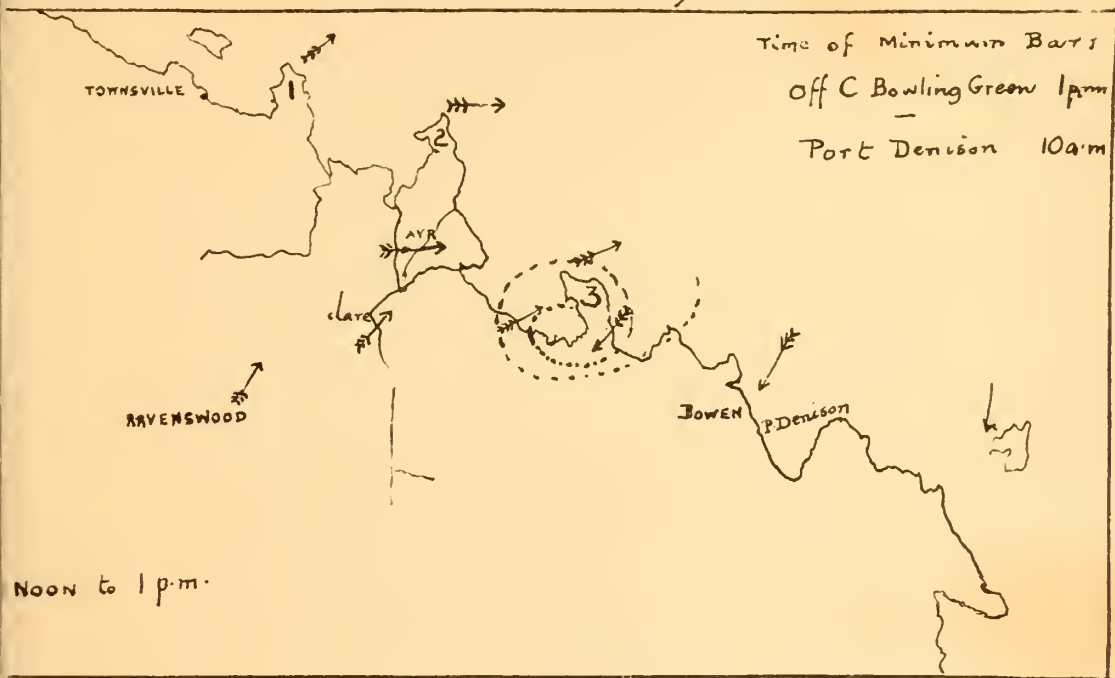 Time of Minimum Bars
Off C Bowling Green 1pm
Port Denison 10a.m
TOWNSVILLE
1
2
AYR
3
Clare
RAVENSWOOD
BOWEN
P. Denison
NOON to 1 p.m.